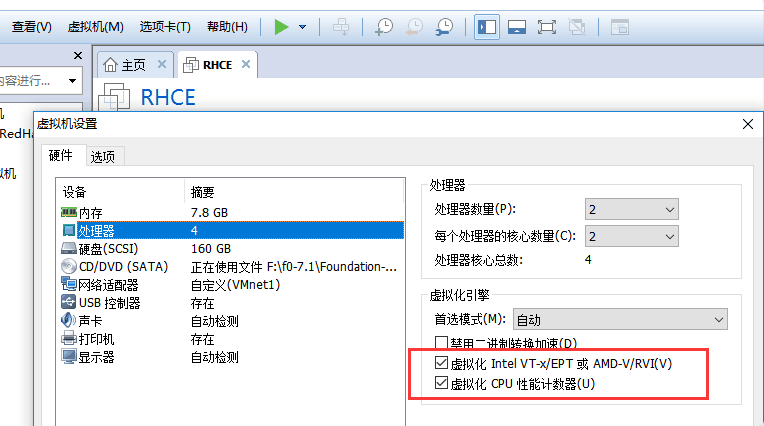 查看(V) 虚拟机(M) 选项卡(T) 帮助(H)
内容进行...
主页 RHCE
RHCE
RedHa
虚拟机设置
硬件 选项
设备 摘要
内存 7.8 GB
处理器 4
硬盘(SCSI) 160 GB
CD/DVD (SATA) 正在使用文件 F:\f0-7.1\Foundation-...
网络适配器 自定义(VMnet1)
USB 控制器 存在
声卡 自动检测
打印机 存在
显示器 自动检测
处理器
处理器数量(P): 2
每个处理器的核心数量(C): 2
处理器核心总数: 4
虚拟化引擎
首选模式(M): 自动
禁用二进制转换加速(D)
虚拟化 Intel VT-x/EPT 或 AMD-V/RVI(V)
虚拟化 CPU 性能计数器(U)